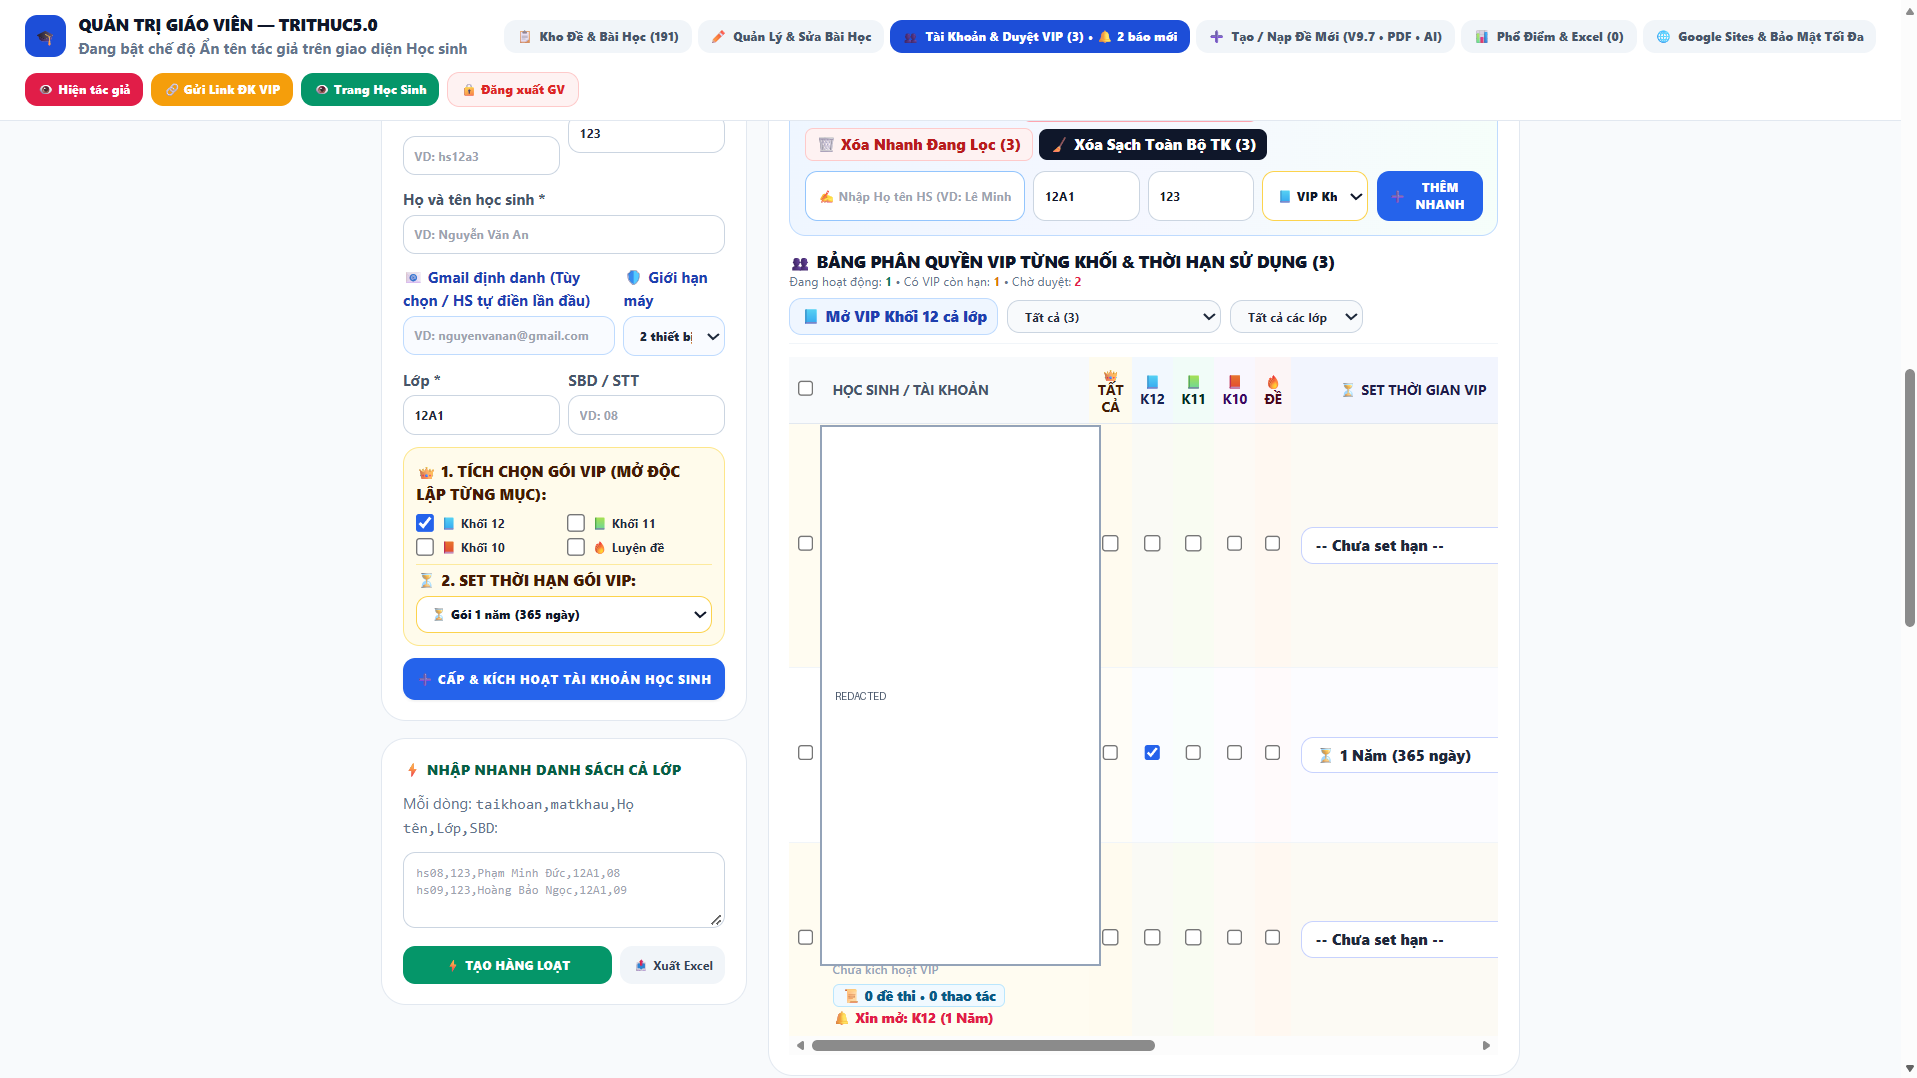 QUẢN TRỊ GIÁO VIÊN — TRITHUC5.0
Đang bật chế độ Ẩn tên tác giả trên giao diện Học sinh
Kho Đề & Bài Học (191)
Quản Lý & Sửa Bài Học
Tài Khoản & Duyệt VIP (3) • 🔔 2 báo mới
Tạo / Nạp Đề Mới (V9.7 • PDF • AI)
Phổ Điểm & Excel (0)
Google Sites & Bảo Mật Tối Đa
Hiện tác giả
Gửi Link ĐK VIP
Trang Học Sinh
Đăng xuất GV
VD: hs12a3
123
Họ và tên học sinh *
VD: Nguyễn Văn An
Gmail định danh (Tùy
chọn / HS tự điền lần đầu)
Giới hạn
máy
VD: nguyenvanan@gmail.com
2 thiết bị
Lớp *
SBD / STT
12A1
VD: 08
1. TÍCH CHỌN GÓI VIP (MỞ ĐỘC
LẬP TỪNG MỤC):
Khối 12
Khối 11
Khối 10
Luyện đề
2. SET THỜI HẠN GÓI VIP:
Gói 1 năm (365 ngày)
CẤP & KÍCH HOẠT TÀI KHOẢN HỌC SINH
NHẬP NHANH DANH SÁCH CẢ LỚP
Mỗi dòng: taikhoan,matkhau,Họ
tên,Lớp,SBD:
hs08,123,Phạm Minh Đức,12A1,08
hs09,123,Hoàng Bảo Ngọc,12A1,09
TẠO HÀNG LOẠT
Xuất Excel
Xóa Nhanh Đang Lọc (3)
Xóa Sạch Toàn Bộ TK (3)
Nhập Họ tên HS (VD: Lê Minh
12A1
123
VIP Kh
THÊM
NHANH
BẢNG PHÂN QUYỀN VIP TỪNG KHỐI & THỜI HẠN SỬ DỤNG (3)
Đang hoạt động: 1 • Có VIP còn hạn: 1 • Chờ duyệt: 2
Mở VIP Khối 12 cả lớp
Tất cả (3)
Tất cả các lớp
HỌC SINH / TÀI KHOẢN
TẤT
CẢ
K12
K11
K10
ĐỀ
SET THỜI GIAN VIP
-- Chưa set hạn --
REDACTED
1 Năm (365 ngày)
-- Chưa set hạn --
Chưa kích hoạt VIP
0 đề thi • 0 thao tác
Xin mở: K12 (1 Năm)